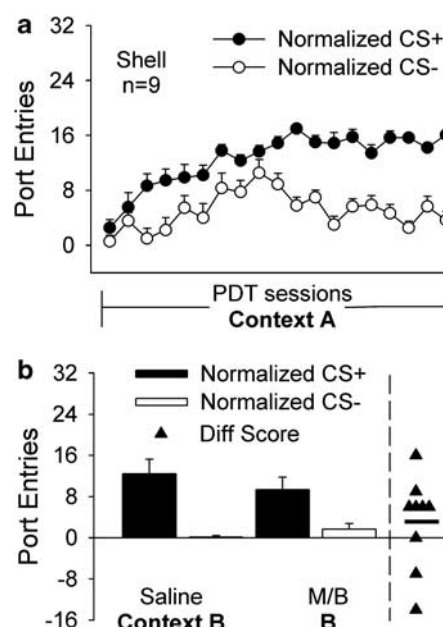 a
32
24
16
8
0
Port Entries
Shell
n=9
Normalized CS+
Normalized CS-
PDT sessions
Context A
b
32
24
16
8
0
-8
-16
Port Entries
Normalized CS+
Normalized CS-
Diff Score
Saline
M/B
Context B
B